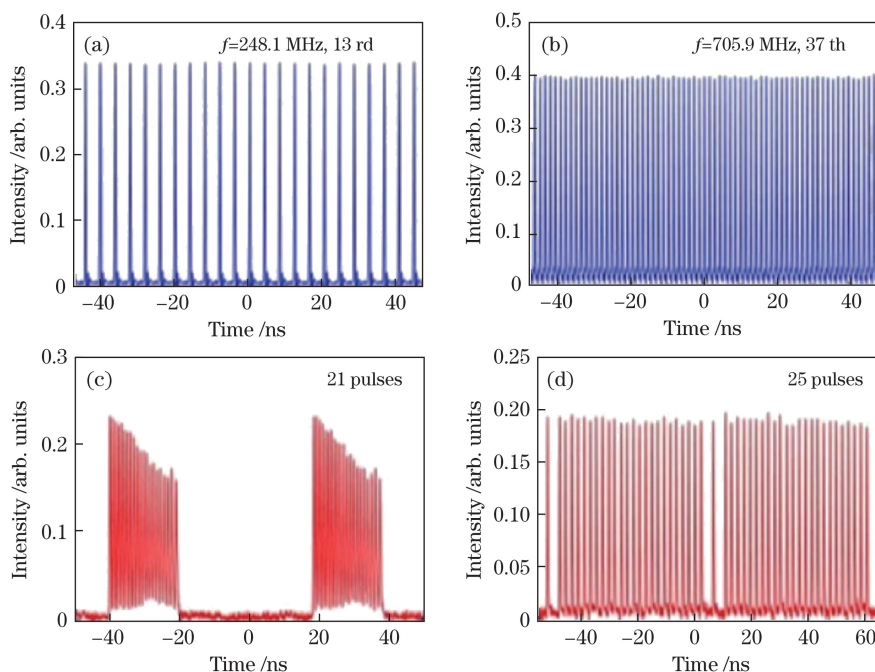 (a) f=248.1 MHz, 13 rd
0.4
0.3
0.2
0.1
0
Intensity /arb. units
−40 −20 0 20 40
Time /ns
(b) f=705.9 MHz, 37 th
0.5
0.4
0.3
0.2
0.1
0
Intensity /arb. units
−40 −20 0 20 40
Time /ns
(c) 21 pulses
0.3
0.2
0.1
0
Intensity /arb. units
−40 −20 0 20 40
Time /ns
(d) 25 pulses
0.25
0.20
0.15
0.10
0.05
0
Intensity /arb. units
−40 −20 0 20 40 60
Time /ns